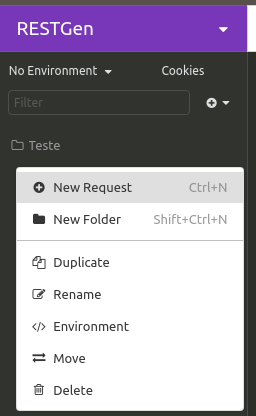 RESTGen
No Environment Cookies
Filter
Teste
New Request Ctrl+N
New Folder Shift+Ctrl+N
Duplicate
Rename
Environment
Move
Delete